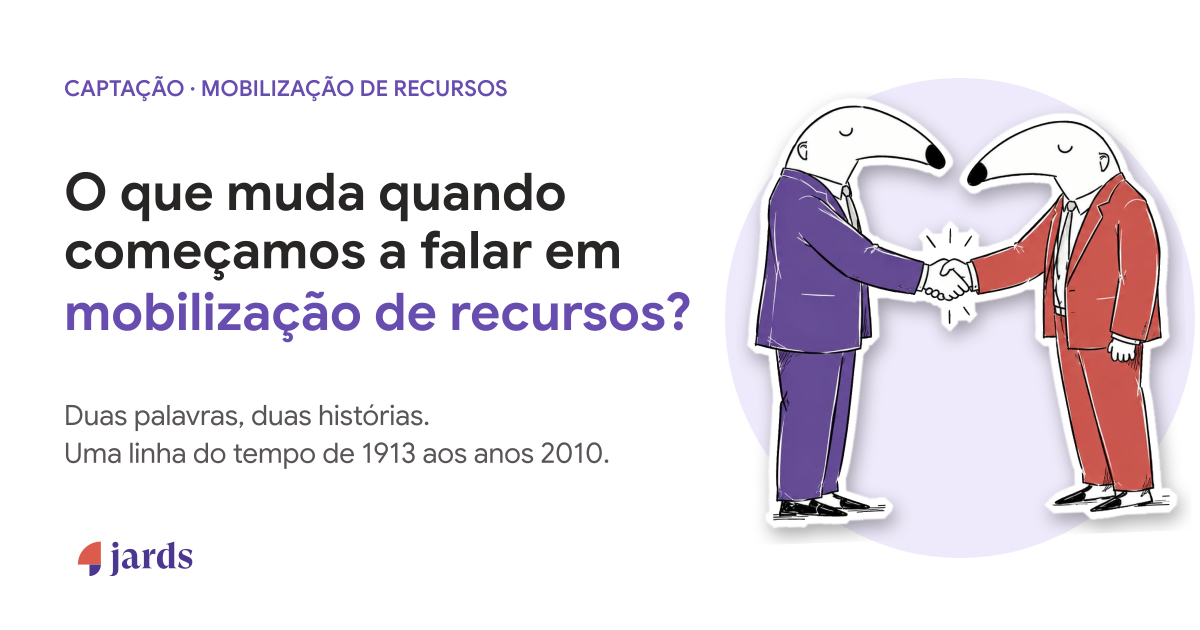 CAPTAÇÃO · MOBILIZAÇÃO DE RECURSOS
O que muda quando
começamos a falar em
mobilização de recursos?
Duas palavras, duas histórias.
Uma linha do tempo de 1913 aos anos 2010.
jards